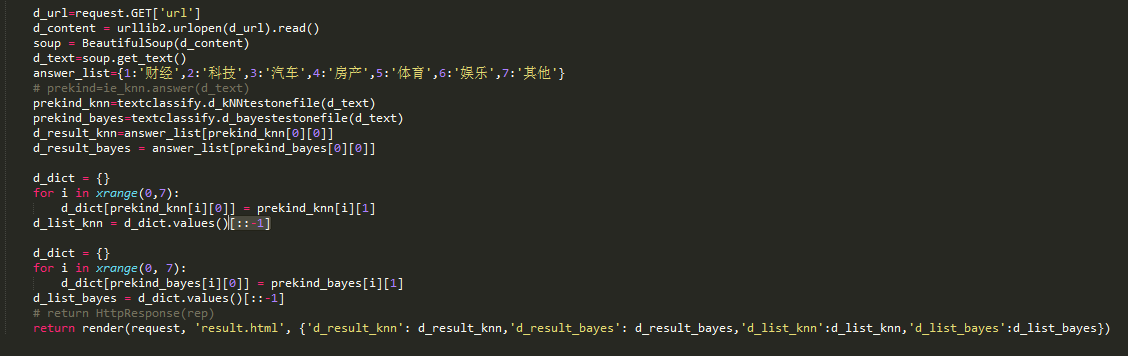 d_url=request.GET['url']
d_content = urllib2.urlopen(d_url).read()
soup = BeautifulSoup(d_content)
d_text=soup.get_text()
answer_list={1:'财经',2:'科技',3:'汽车',4:'房产',5:'体育',6:'娱乐',7:'其他'}
# prekind=ie_knn.answer(d_text)
prekind_knn=textclassify.d_kNNtestonefile(d_text)
prekind_bayes=textclassify.d_bayestestonefile(d_text)
d_result_knn=answer_list[prekind_knn[0][0]]
d_result_bayes = answer_list[prekind_bayes[0][0]]
d_dict = {}
for i in xrange(0,7):
    d_dict[prekind_knn[i][0]] = prekind_knn[i][1]
d_list_knn = d_dict.values()[::-1]
d_dict = {}
for i in xrange(0, 7):
    d_dict[prekind_bayes[i][0]] = prekind_bayes[i][1]
d_list_bayes = d_dict.values()[::-1]
# return HttpResponse(rep)
return render(request, 'result.html', {'d_result_knn': d_result_knn,'d_result_bayes': d_result_bayes,'d_list_knn':d_list_knn,'d_list_bayes':d_list_bayes})